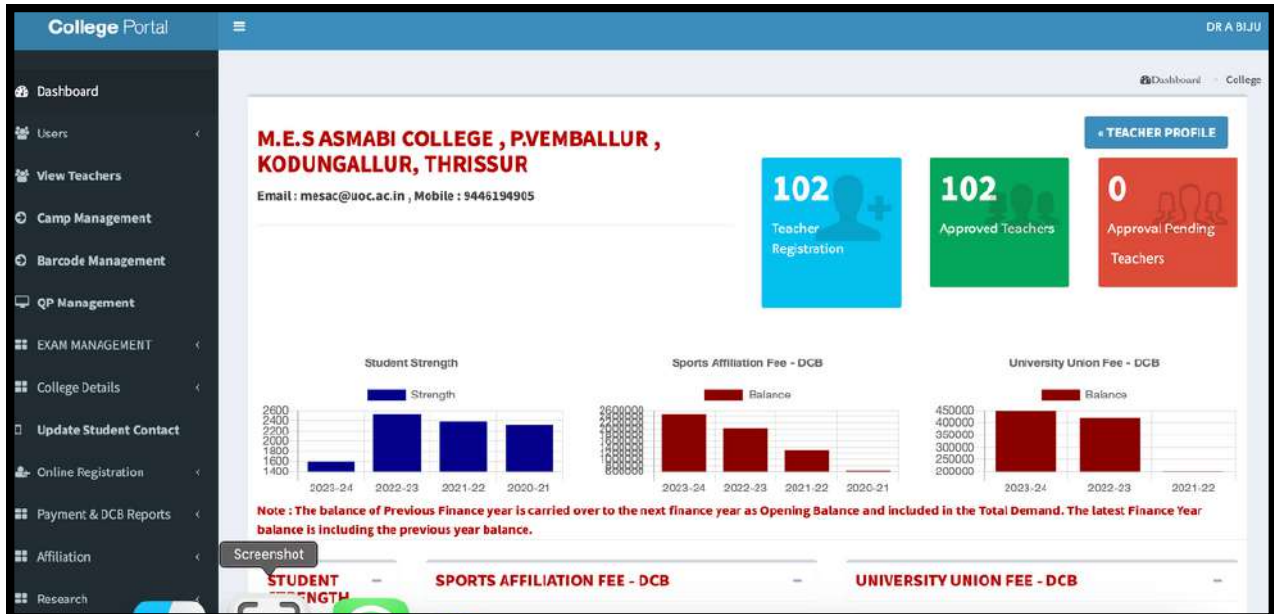 College Portal
DR A BIJU
Dashboard College
Dashboard
Users
View Teachers
Camp Management
Barcode Management
QP Management
EXAM MANAGEMENT
College Details
Update Student Contact
Online Registration
Payment & DCB Reports
Affiliation
Research
Screenshot
M.E.S ASMABI COLLEGE , P.VEMBALLUR ,
KODUNGALLUR, THRISSUR
Email : mesac@uoc.ac.in , Mobile : 9446194905
« TEACHER PROFILE
102
Teacher
Registration
102
Approved Teachers
0
Approval Pending
Teachers
Student Strength
Strength
2600
2400
2200
2000
1800
1600
1400
2023-24 2022-23 2021-22 2020-21
Sports Affiliation Fee - DCB
Balance
2023-24 2022-23 2021-22 2020-21
University Union Fee - DCB
Balance
450000
400000
350000
300000
250000
200000
2023-24 2022-23 2021-22
Note : The balance of Previous Finance year is carried over to the next finance year as Opening Balance and included in the Total Demand. The latest Finance Year
balance is including the previous year balance.
STUDENT
STRENGTH
SPORTS AFFILIATION FEE - DCB
UNIVERSITY UNION FEE - DCB